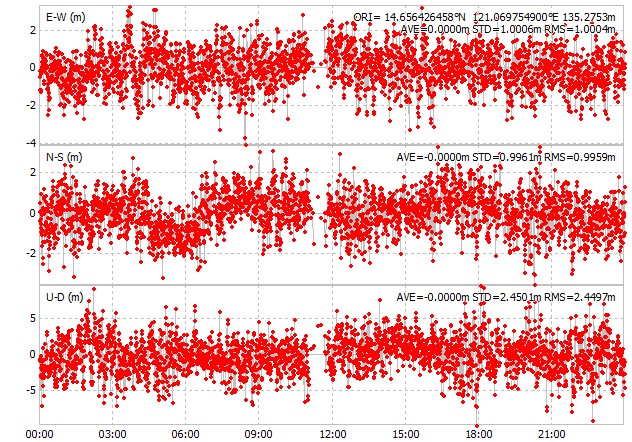 E-W (m)
ORI= 14.656426458°N 121.069754900°E 135.2753m
AVE=0.0000m STD=1.0006m RMS=1.0004m
2
0
-2
-4
N-S (m)
AVE=-0.0000m STD=0.9961m RMS=0.9959m
2
0
-2
U-D (m)
AVE=-0.0000m STD=2.4501m RMS=2.4497m
5
0
-5
00:00 03:00 06:00 09:00 12:00 15:00 18:00 21:00